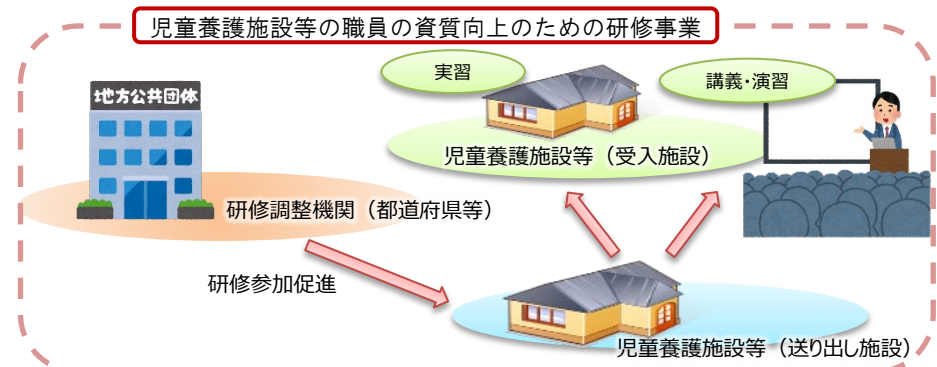 児童養護施設等の職員の資質向上のための研修事業
実習
講義・演習
地方公共団体
児童養護施設等（受入施設）
研修調整機関（都道府県等）
研修参加促進
児童養護施設等（送り出し施設）